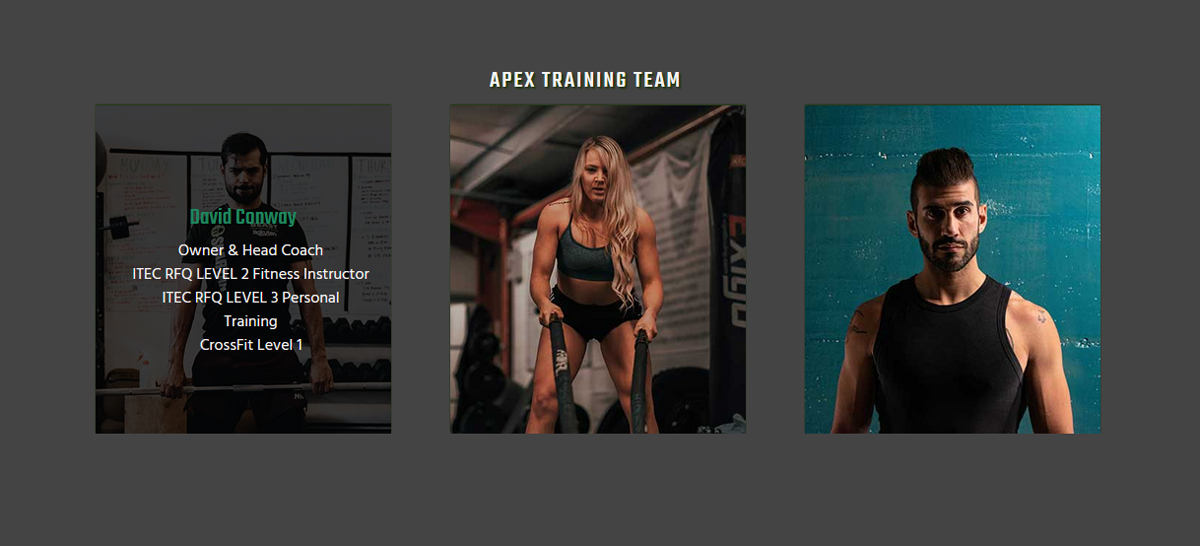 APEX TRAINING TEAM
MONDAY
David Conway
Owner & Head Coach
ITEC RFQ LEVEL 2 Fitness Instructor
ITEC RFQ LEVEL 3 Personal
Training
CrossFit Level 1